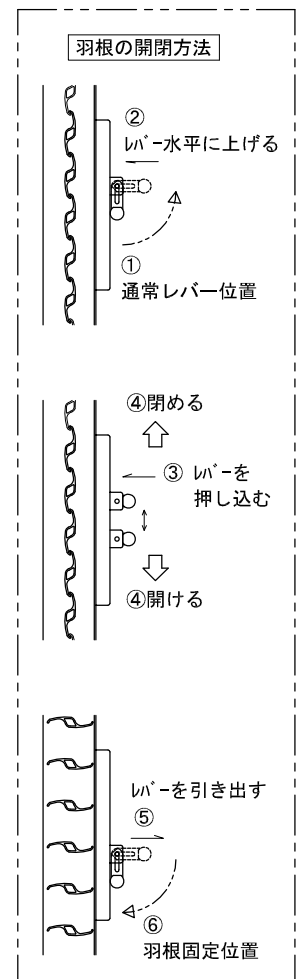 羽根の開閉方法
②
ﾚﾊﾞｰ水平に上げる
①
通常レバー位置
④閉める
③ ﾚﾊﾞｰを
押し込む
④開ける
ﾚﾊﾞｰを引き出す
⑤
⑥
羽根固定位置